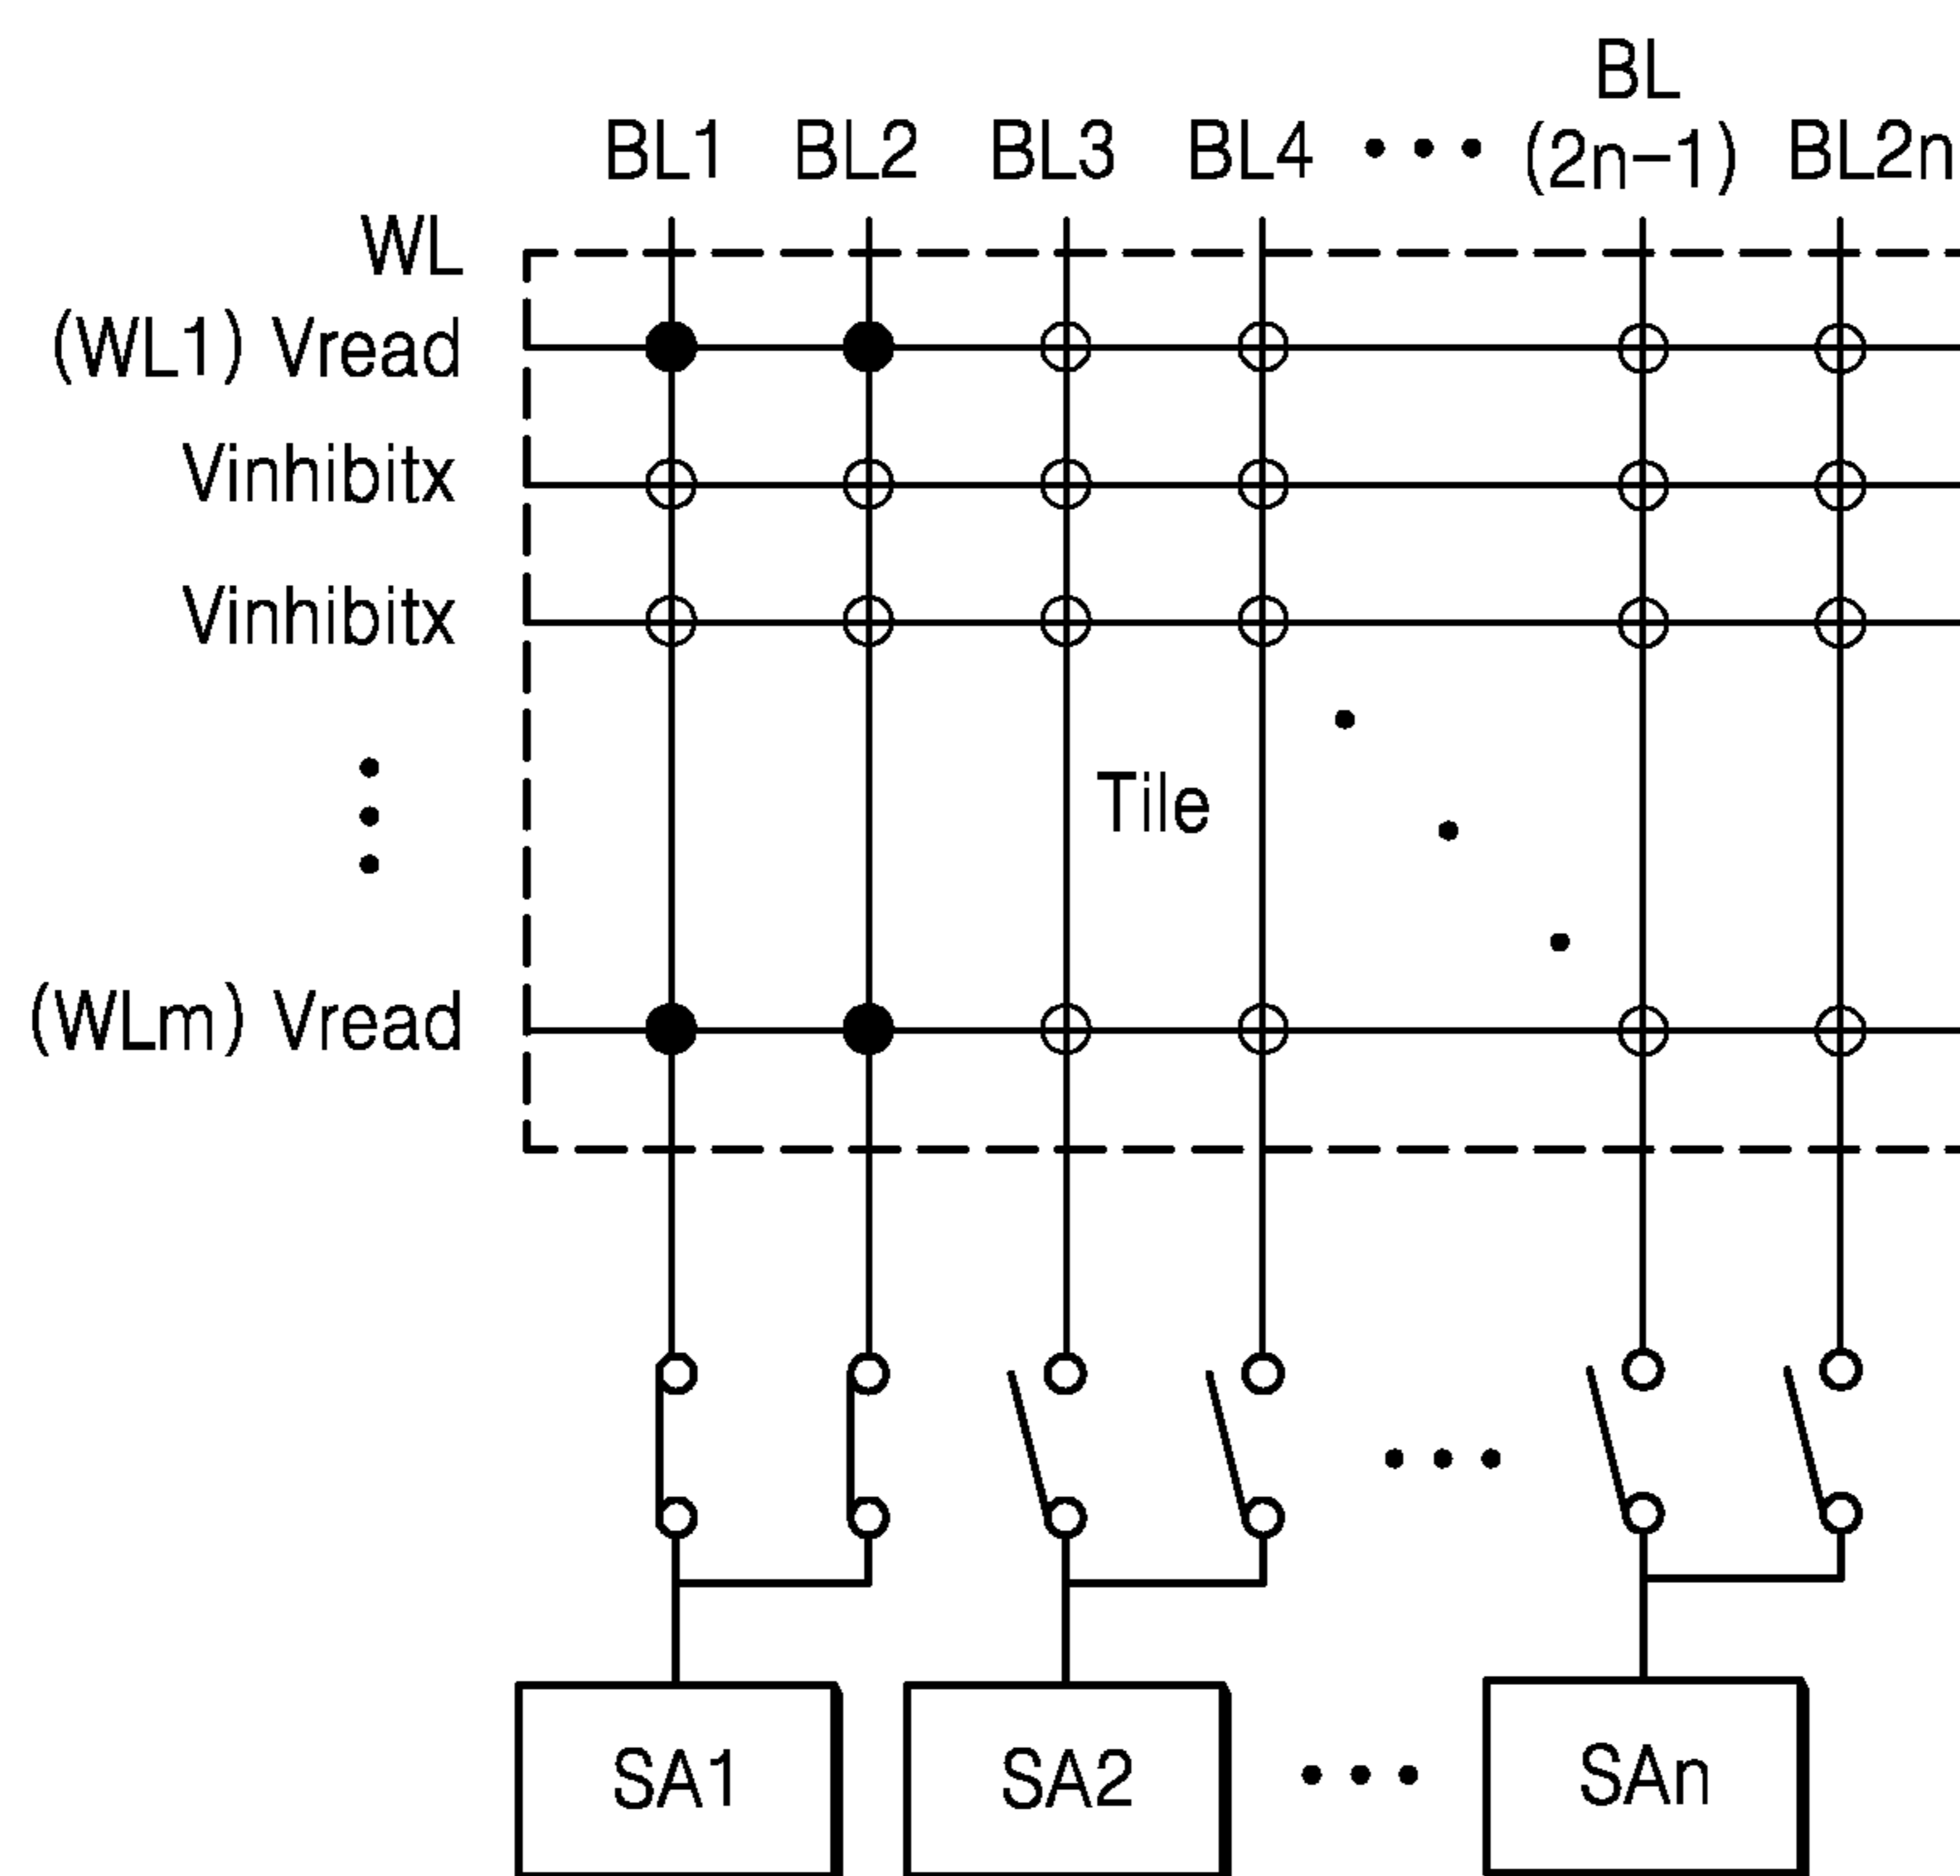 BL
BL1 BL2 BL3 BL4 ••• (2n-1) BL2n
WL
(WL1) Vread
Vinhibitx
Vinhibitx
Tile
(WLm) Vread
SA1 SA2 ••• SAn